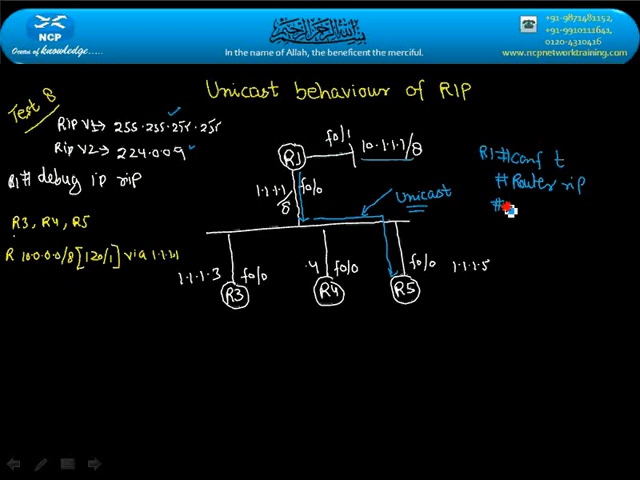 NCP
Ocean of knowledge.....
بسم الله الرحمن الرحيم
In the name of Allah, the beneficent the merciful.
+91-9871481152,
+91-9910111641,
0120-4310416
www.ncpnetworktraining.com
Unicast behaviour of RIP
Test 8
RIP V1→ 255.255.255.255
Rip V2→ 224.0.0.9
R1# debug ip rip
R3, R4, R5
R 10.0.0.0/8 [120/1] via 1.1.1.1
R1
f0/1
10.1.1.1/8
f0/0
1.1.1.1
/8
unicast
1.1.1.3
f0/0
R3
.4
f0/0
R4
f0/0
R5
1.1.1.5
R1#conf t
#Router rip
#